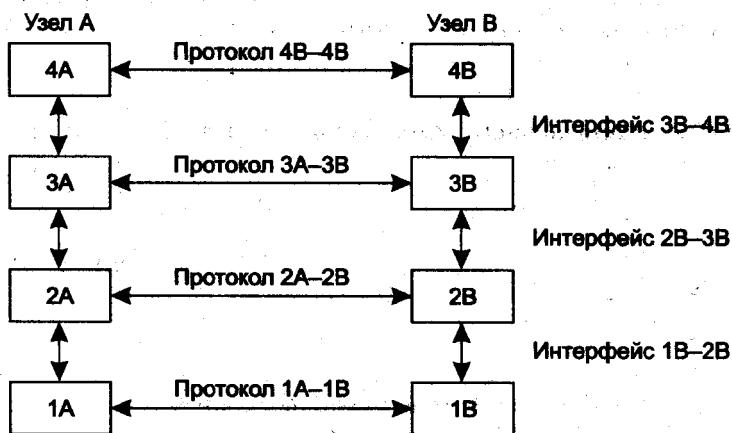 Узел А Узел В
Протокол 4В–4В
4А 4В
Интерфейс 3В–4В
Протокол 3А–3В
3А 3В
Интерфейс 2В–3В
Протокол 2А–2В
2А 2В
Интерфейс 1В–2В
Протокол 1А–1В
1А 1В